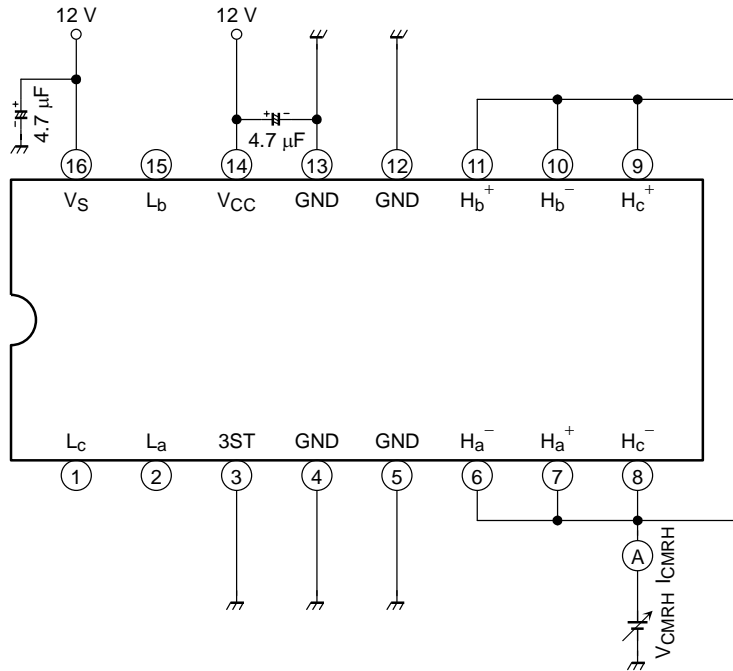 12 V
12 V
4.7 μF
4.7 μF
16 15 14 13 12 11 10 9
VS Lb VCC GND GND Hb+ Hb− Hc+
Lc La 3ST GND GND Ha− Ha+ Hc−
1 2 3 4 5 6 7 8
A
VCMRH ICMRH